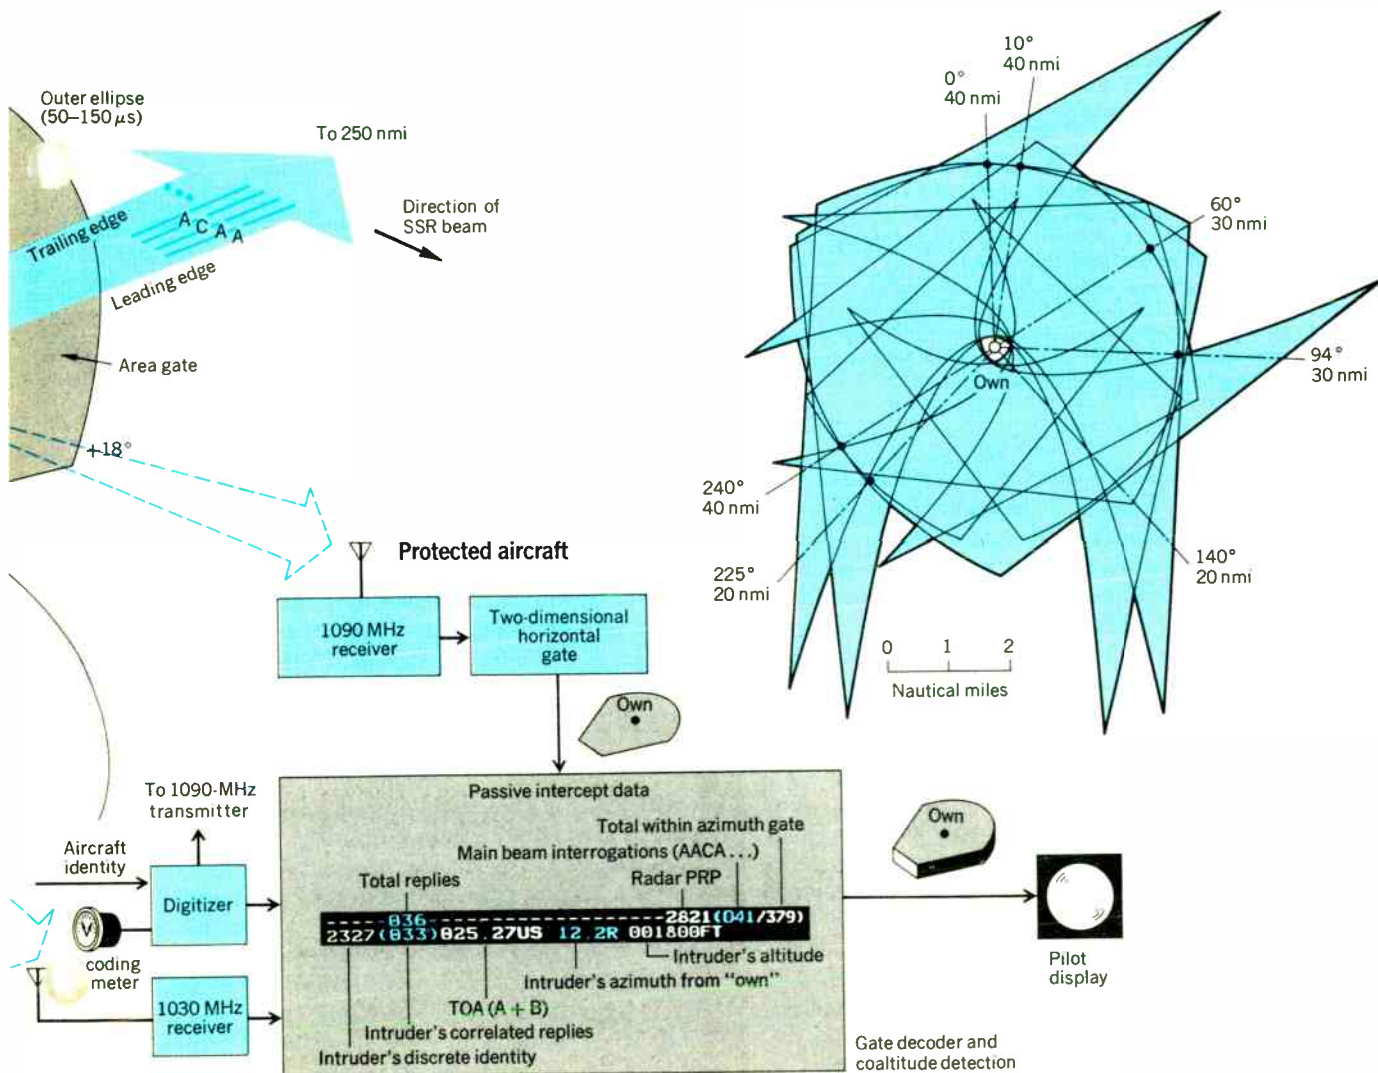 Outer ellipse
(50–150 μs)
To 250 nmi
Direction of
SSR beam
Trailing edge
A C A A
Leading edge
Area gate
+18°
10°
40 nmi
0°
40 nmi
60°
30 nmi
94°
30 nmi
Own
240°
40 nmi
225°
20 nmi
140°
20 nmi
0 1 2
Nautical miles
Protected aircraft
1090 MHz
receiver
Two-dimensional
horizontal
gate
Own
To 1090-MHz
transmitter
Aircraft
identity
Digitizer
V
coding
meter
1030 MHz
receiver
Passive intercept data
Total within azimuth gate
Main beam interrogations (AACA...)
Total replies
Radar PRP
-----036----------------------2821(041/379)
2327(033)025.27US 12.2R 001800FT
Intruder's altitude
Intruder's azimuth from "own"
TOA (A + B)
Intruder's correlated replies
Intruder's discrete identity
Own
Pilot
display
Gate decoder and
coaltitude detection